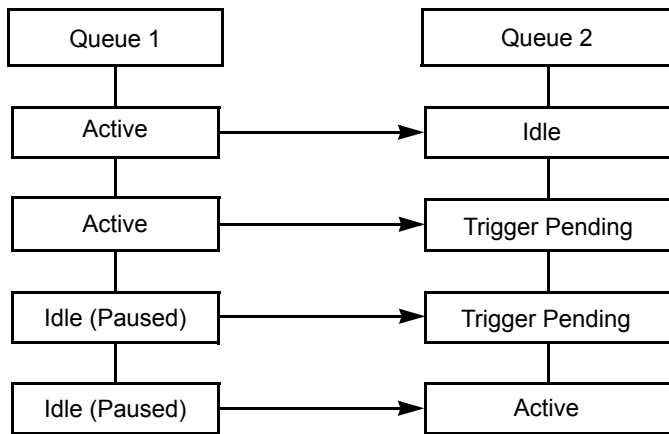 Queue 1
Queue 2
Active
Idle
Active
Trigger Pending
Idle (Paused)
Trigger Pending
Idle (Paused)
Active